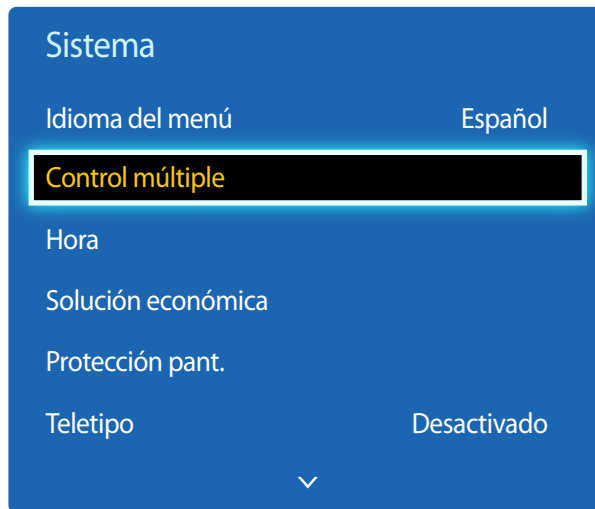 Sistema
Idioma del menú Español
Control múltiple
Hora
Solución económica
Protección pant.
Teletipo Desactivado